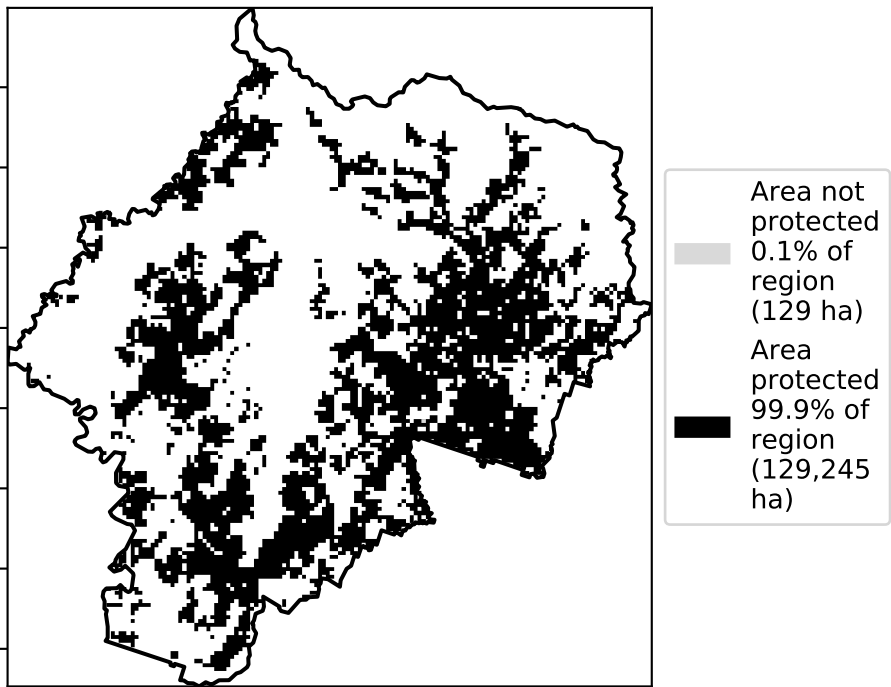 Area not
protected
0.1% of
region
(129 ha)
Area
protected
99.9% of
region
(129,245
ha)